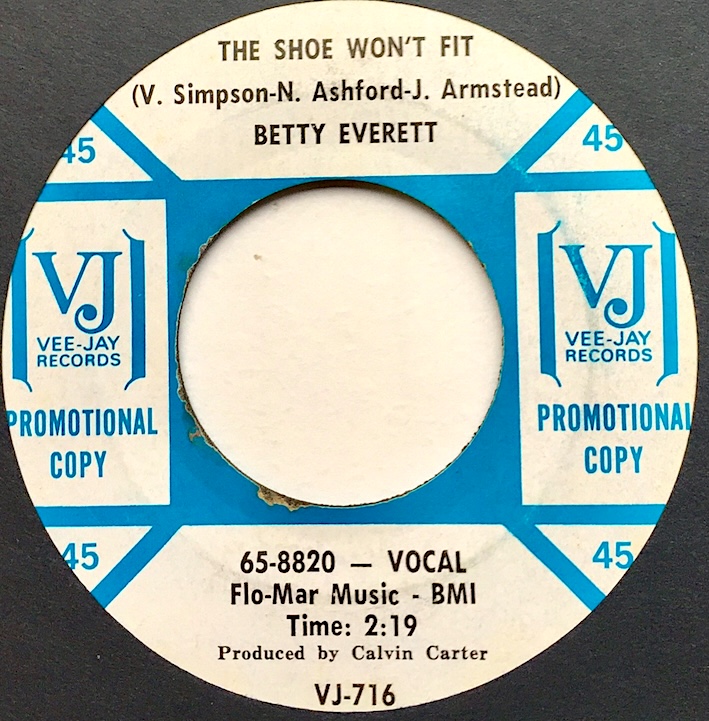 THE SHOE WON'T FIT
(V. Simpson-N. Ashford-J. Armstead)
BETTY EVERETT
45
45
VJ
VEE-JAY
RECORDS
PROMOTIONAL
COPY
VJ
VEE-JAY
RECORDS
PROMOTIONAL
COPY
45
45
65-8820 — VOCAL
Flo-Mar Music - BMI
Time: 2:19
Produced by Calvin Carter
VJ-716